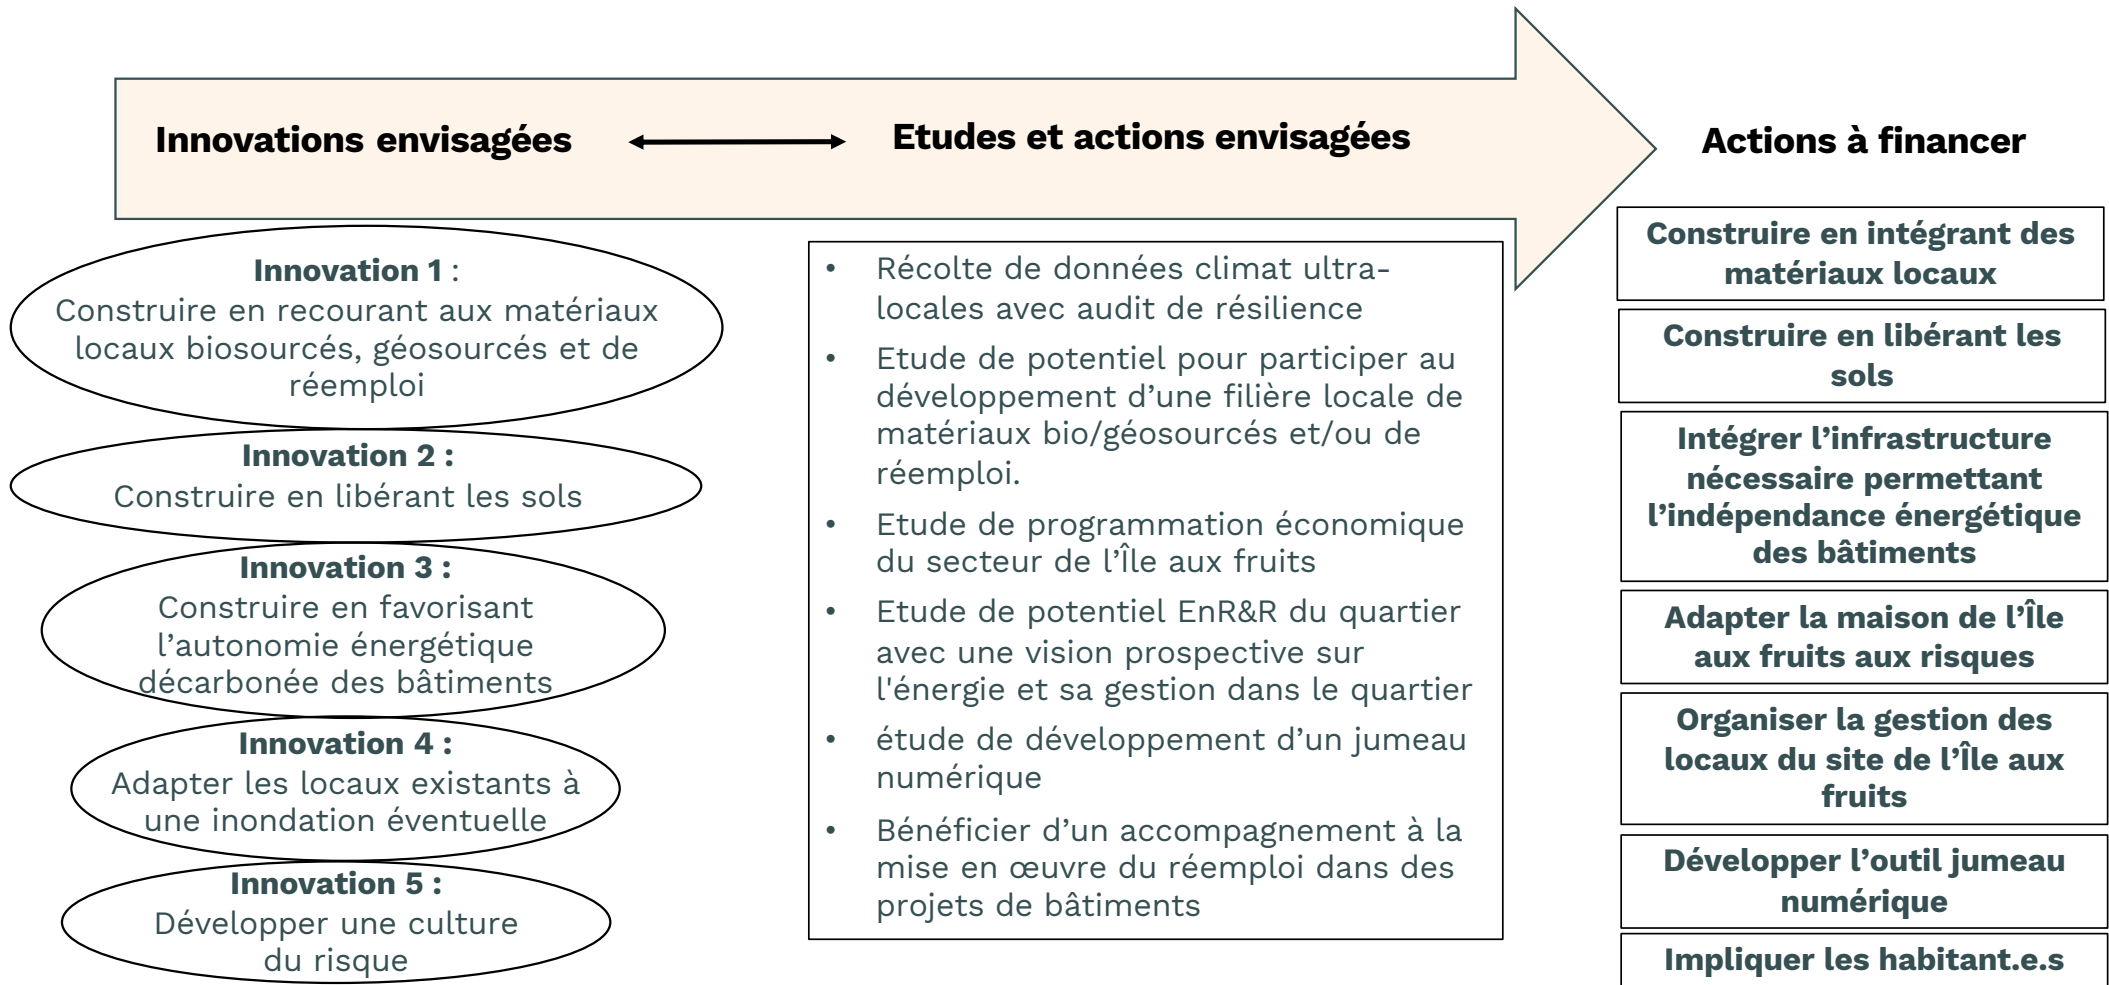 Innovations envisagées
Etudes et actions envisagées
Actions à financer
Innovation 1 :
Construire en recourant aux matériaux
locaux biosourcés, géosourcés et de
réemploi
Innovation 2 :
Construire en libérant les sols
Innovation 3 :
Construire en favorisant
l’autonomie énergétique
décarbonée des bâtiments
Innovation 4 :
Adapter les locaux existants à
une inondation éventuelle
Innovation 5 :
Développer une culture
du risque
• Récolte de données climat ultra-
locales avec audit de résilience
• Etude de potentiel pour participer au
développement d’une filière locale de
matériaux bio/géosourcés et/ou de
réemploi.
• Etude de programmation économique
du secteur de l’Île aux fruits
• Etude de potentiel EnR&R du quartier
avec une vision prospective sur
l'énergie et sa gestion dans le quartier
• étude de développement d’un jumeau
numérique
• Bénéficier d’un accompagnement à la
mise en œuvre du réemploi dans des
projets de bâtiments
Construire en intégrant des
matériaux locaux
Construire en libérant les
sols
Intégrer l’infrastructure
nécessaire permettant
l’indépendance énergétique
des bâtiments
Adapter la maison de l’Île
aux fruits aux risques
Organiser la gestion des
locaux du site de l’Île aux
fruits
Développer l’outil jumeau
numérique
Impliquer les habitant.e.s